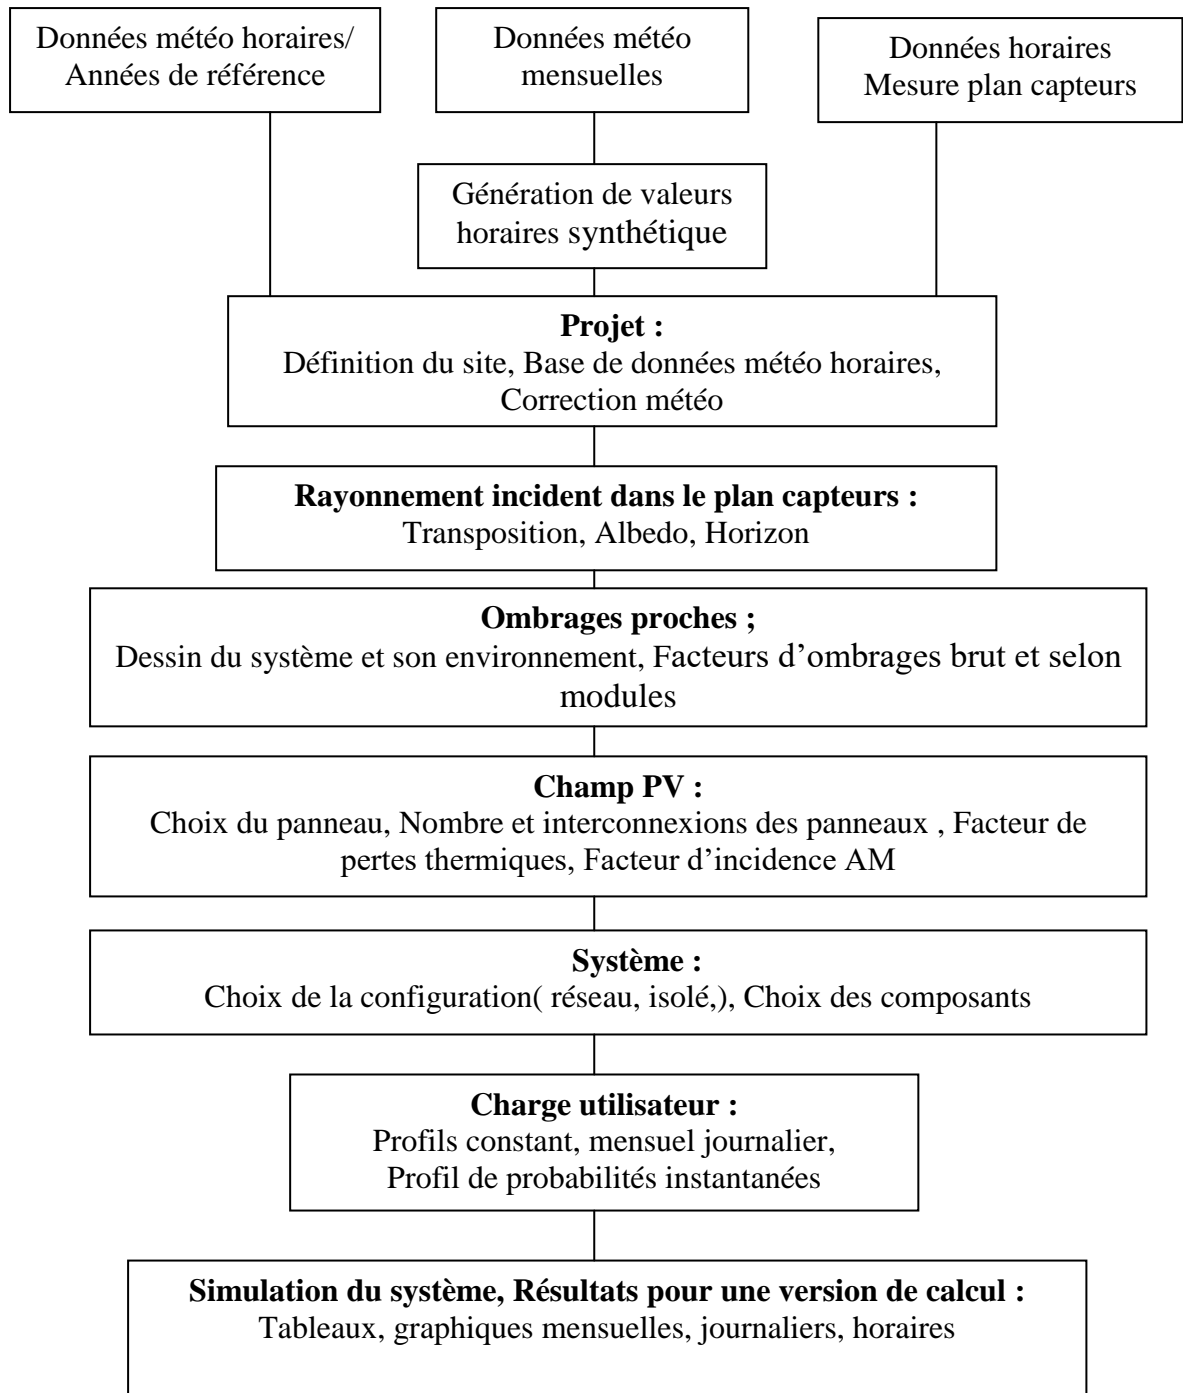 Données météo horaires/
Années de référence
Données météo
mensuelles
Données horaires
Mesure plan capteurs
Génération de valeurs
horaires synthétique
Projet :
Définition du site, Base de données météo horaires,
Correction météo
Rayonnement incident dans le plan capteurs :
Transposition, Albedo, Horizon
Ombrages proches ;
Dessin du système et son environnement, Facteurs d’ombrages brut et selon
modules
Champ PV :
Choix du panneau, Nombre et interconnexions des panneaux , Facteur de
pertes thermiques, Facteur d’incidence AM
Système :
Choix de la configuration( réseau, isolé,), Choix des composants
Charge utilisateur :
Profils constant, mensuel journalier,
Profil de probabilités instantanées
Simulation du système, Résultats pour une version de calcul :
Tableaux, graphiques mensuelles, journaliers, horaires